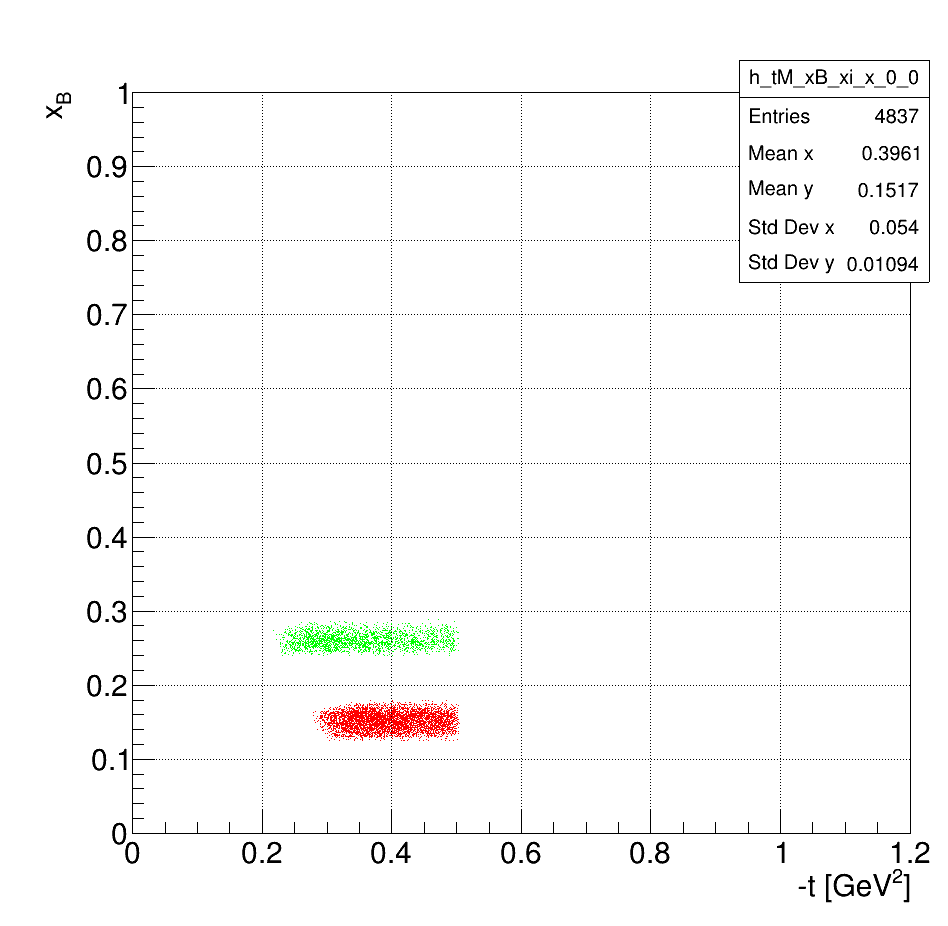 h_tM_xB_xi_x_0_0
Entries 4837
Mean x 0.3961
Mean y 0.1517
Std Dev x 0.054
Std Dev y 0.01094
x_B
1
0.9
0.8
0.7
0.6
0.5
0.4
0.3
0.2
0.1
0
0 0.2 0.4 0.6 0.8 1 1.2
-t [GeV²]